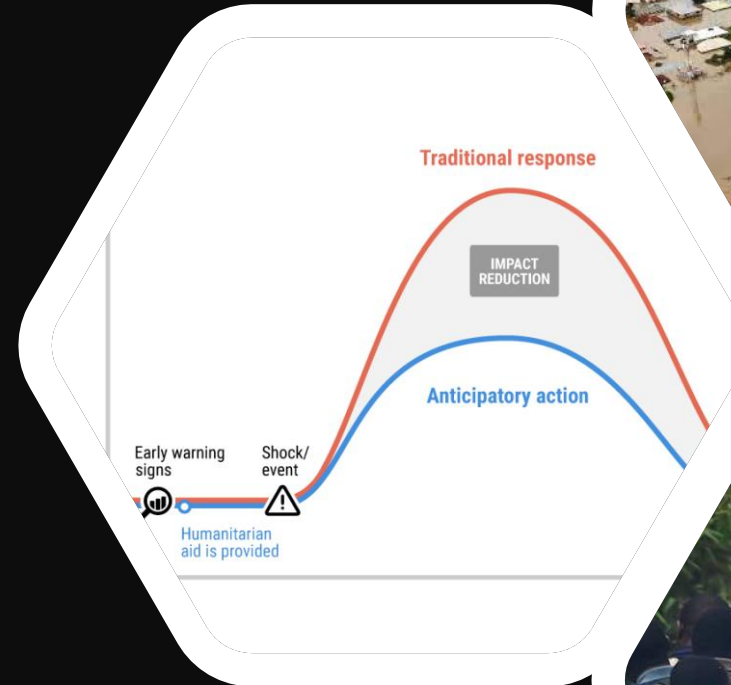 Traditional response
IMPACT
REDUCTION
Anticipatory action
Early warning
signs
Shock/
event
Humanitarian
aid is provided